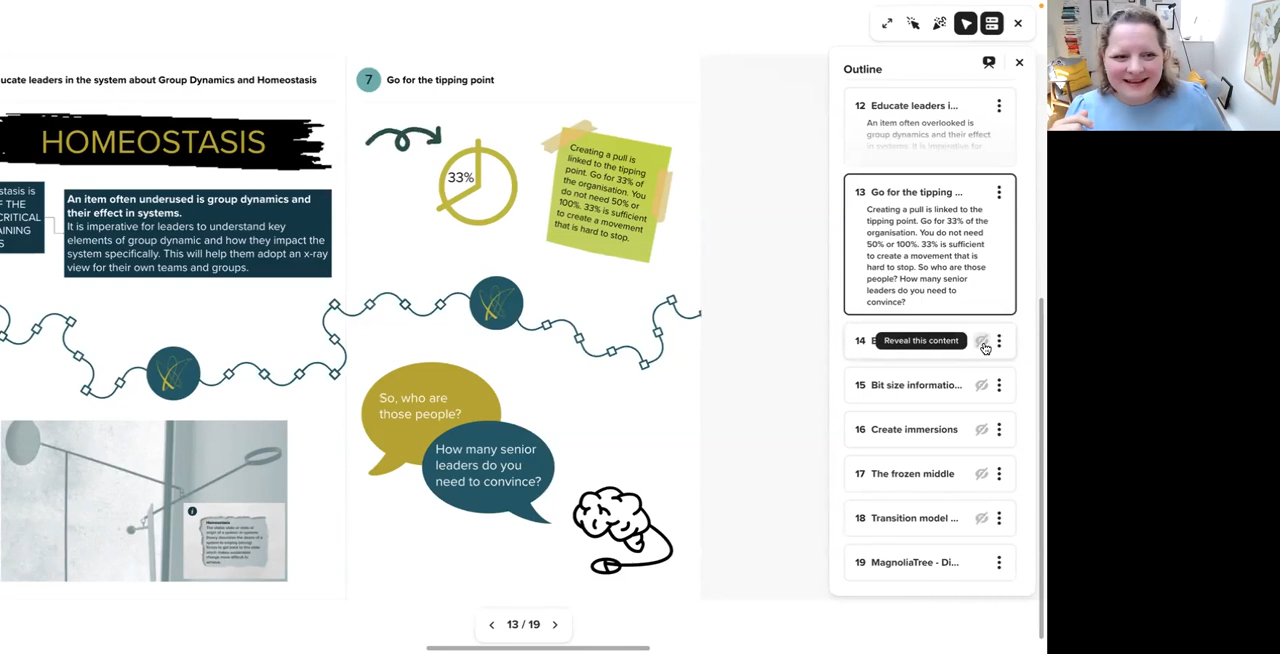 ucate leaders in the system about Group Dynamics and Homeostasis
HOMEOSTASIS
stasis is
F THE
CRITICAL
AINING
S
An item often underused is group dynamics and
their effect in systems.
It is imperative for leaders to understand key
elements of group dynamic and how they impact the
system specifically. This will help them adopt an x-ray
view for their own teams and groups.
Homeostasis
7 Go for the tipping point
33%
Creating a pull is
linked to the tipping
point. Go for 33% of
the organisation. You
do not need 50% or
100%. 33% is sufficient
to create a movement
that is hard to stop.
So, who are
those people?
How many senior
leaders do you
need to convince?
13 / 19
Outline
12 Educate leaders i...
An item often overlooked is
group dynamics and their effect
in systems. It is imperative for
13 Go for the tipping ...
Creating a pull is linked to the
tipping point. Go for 33% of the
organisation. You do not need
50% or 100%. 33% is sufficient
to create a movement that is
hard to stop. So who are those
people? How many senior
leaders do you need to
convince?
14
Reveal this content
15 Bit size informatio...
16 Create immersions
17 The frozen middle
18 Transition model ...
19 MagnoliaTree - Di...